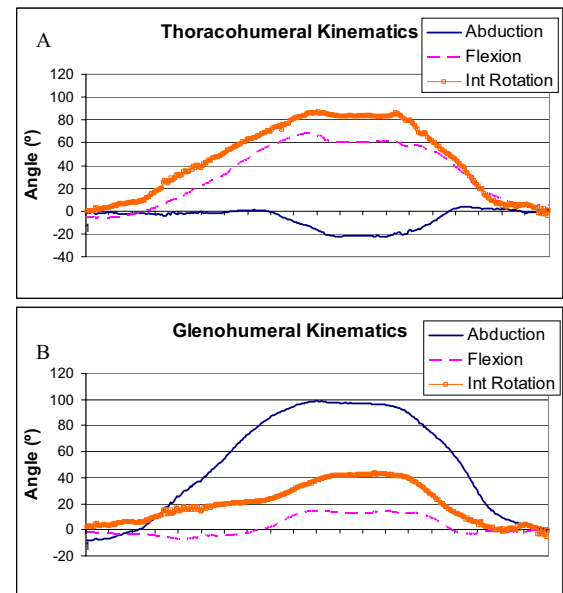 A
Thoracohumeral Kinematics
Abduction
Flexion
Int Rotation
Angle (º)
120
100
80
60
40
20
0
-20
-40
B
Glenohumeral Kinematics
Abduction
Flexion
Int Rotation
Angle (º)
120
100
80
60
40
20
0
-20